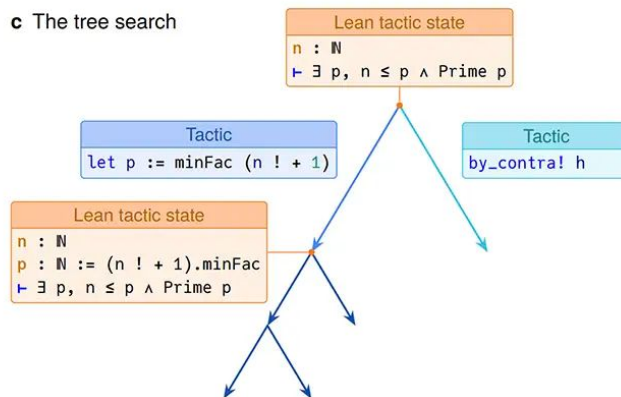 c The tree search
Lean tactic state
n : ℕ
⊢ ∃ p, n ≤ p ∧ Prime p
Tactic
let p := minFac (n ! + 1)
Tactic
by_contra! h
Lean tactic state
n : ℕ
p : ℕ := (n ! + 1).minFac
⊢ ∃ p, n ≤ p ∧ Prime p